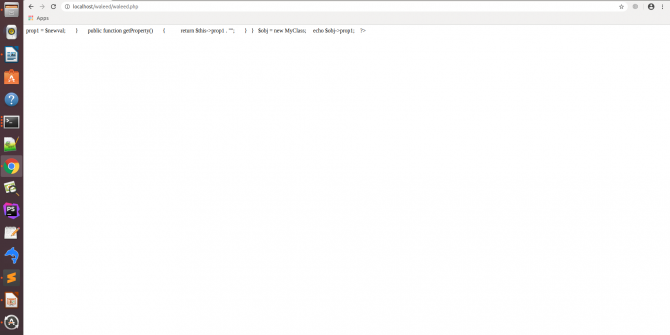 localhost/waleed/waleed.php
Apps
prop1 = $newval; } public function getProperty() { return $this->prop1 . ""; } } $obj = new MyClass; echo $obj->prop1; ?>